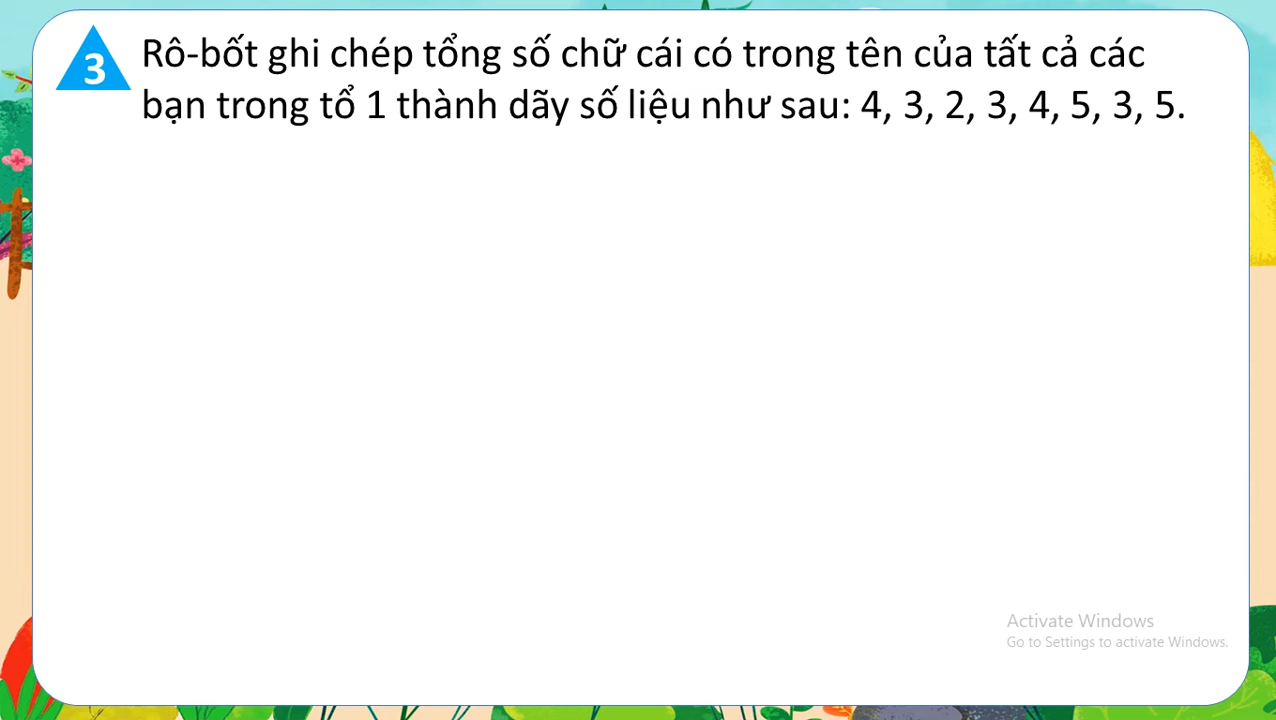 3
Rô-bốt ghi chép tổng số chữ cái có trong tên của tất cả các
bạn trong tổ 1 thành dãy số liệu như sau: 4, 3, 2, 3, 4, 5, 3, 5.
Activate Windows
Go to Settings to activate Windows.